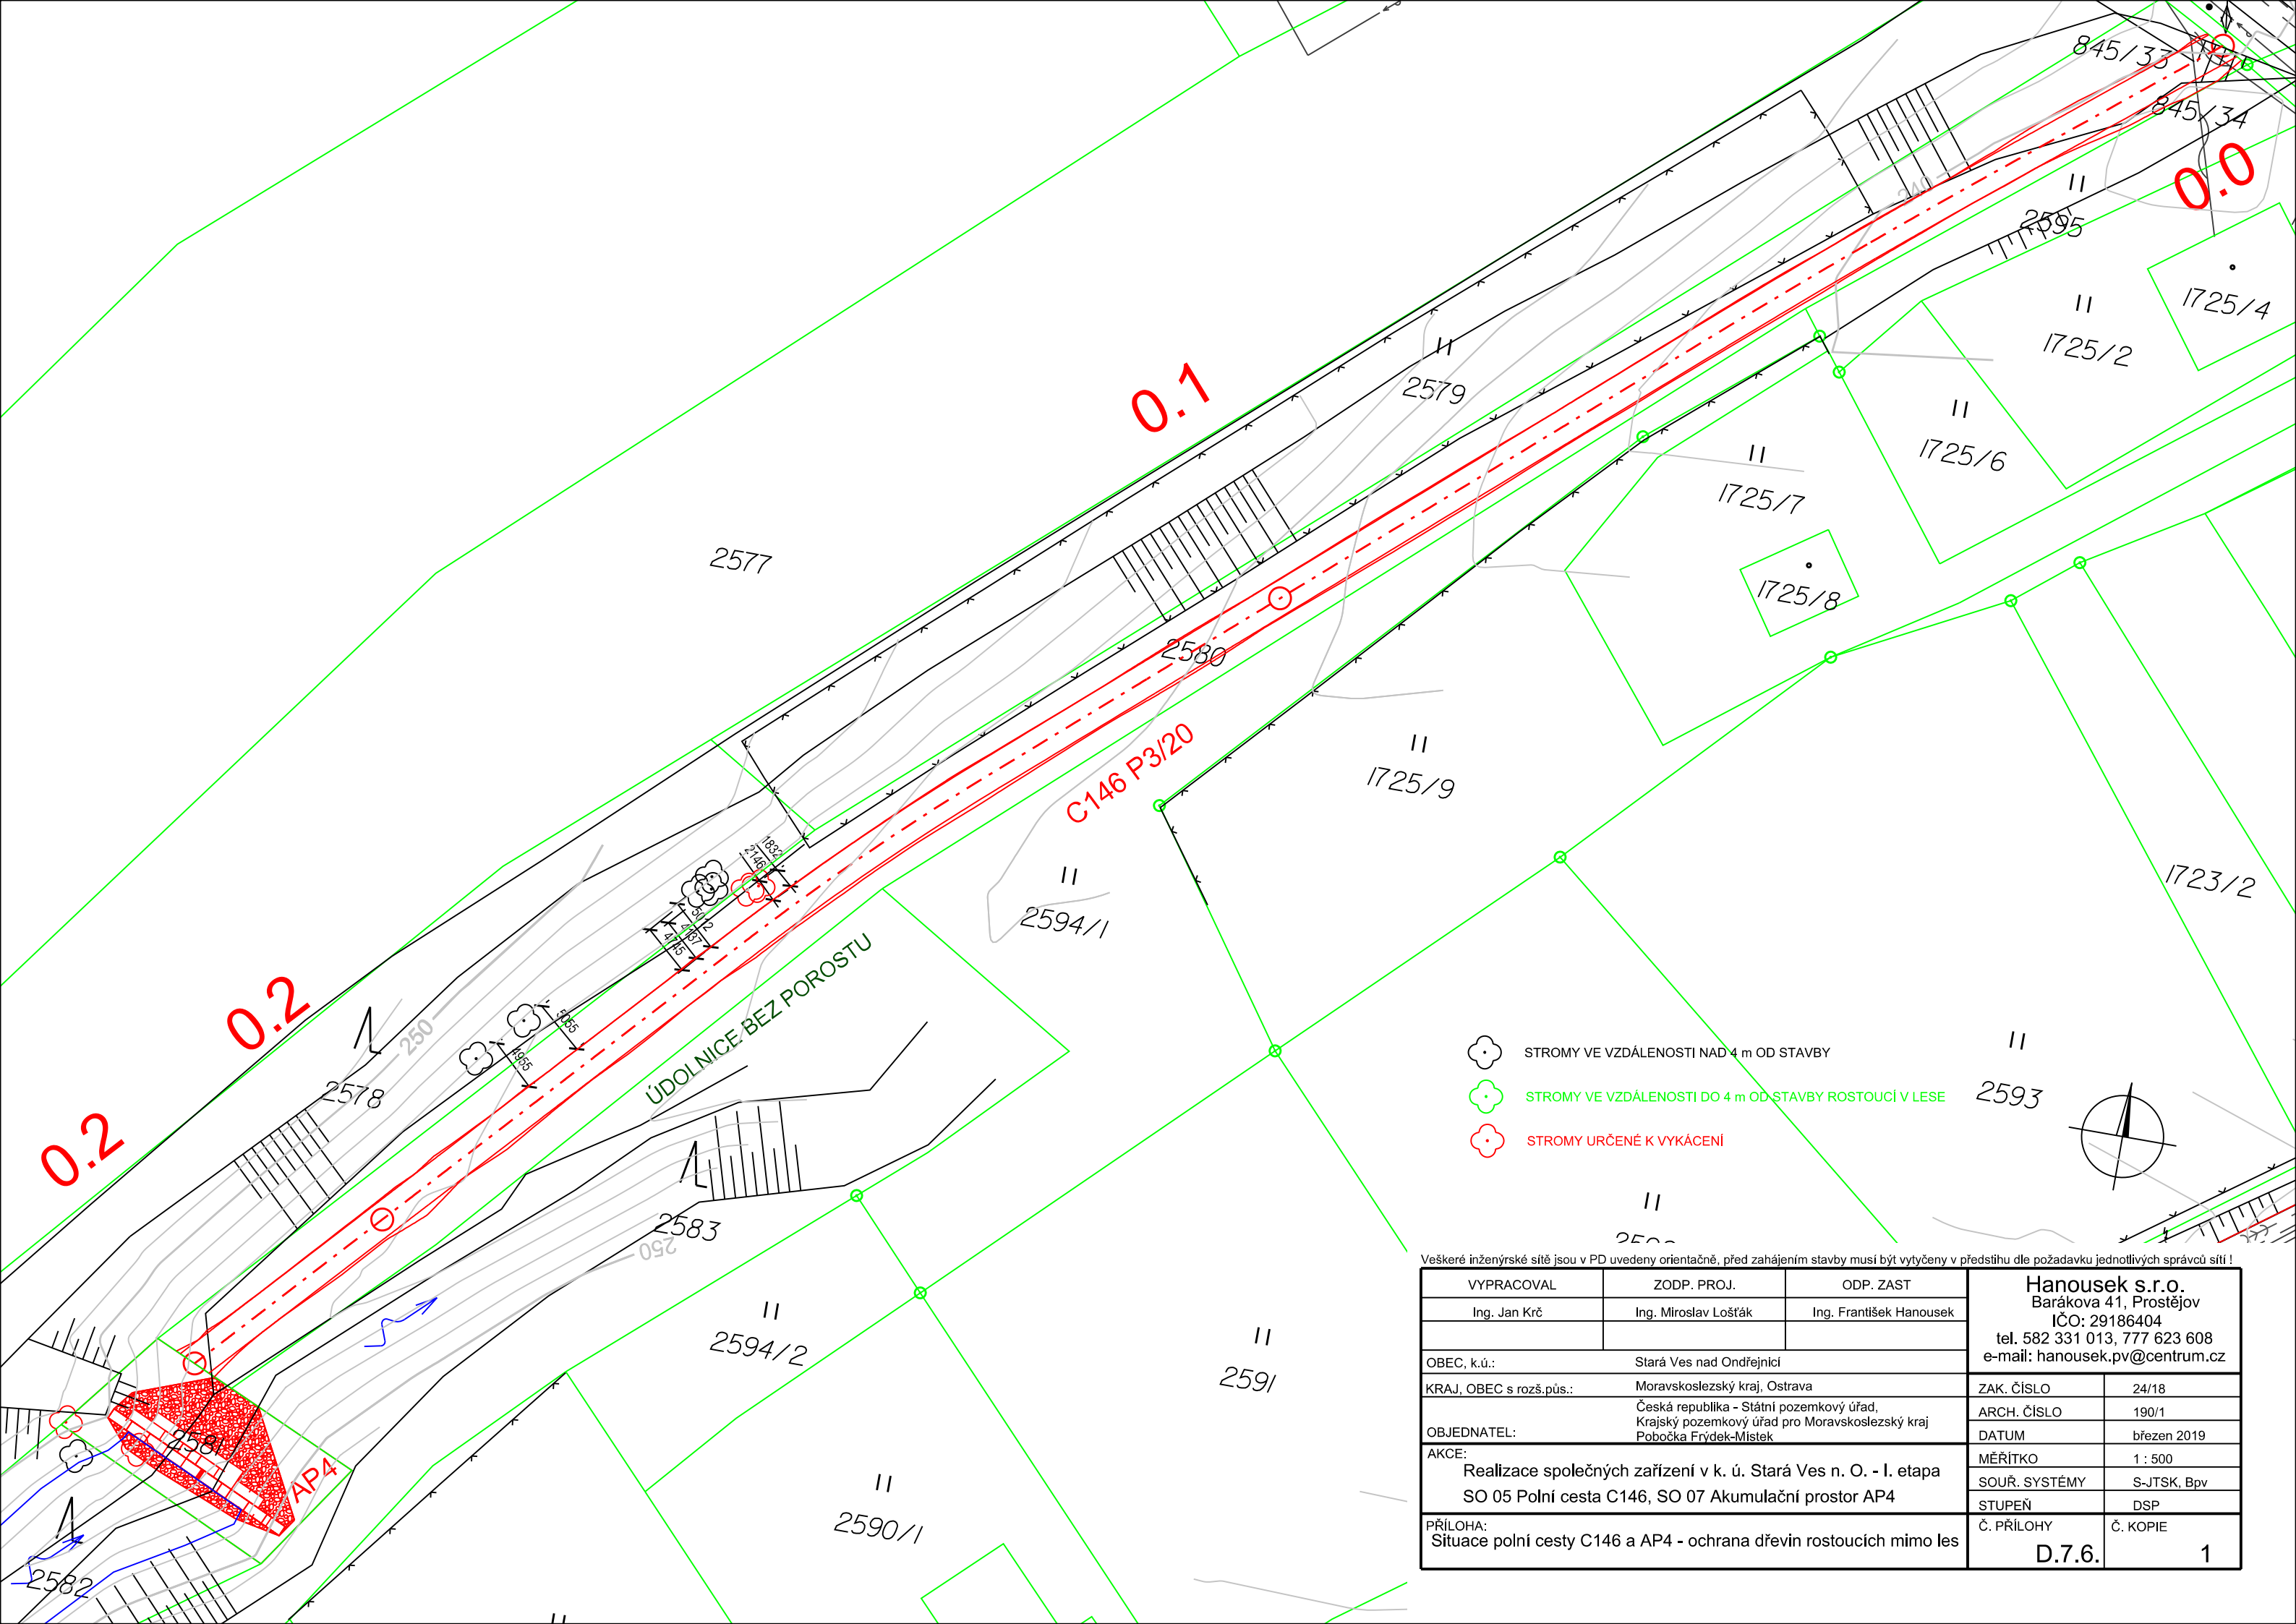 845/33
845/34
0.0
2595
1725/4
1725/2
240
0.1
2579
1725/6
1725/7
2577
1725/8
2580
C146 P3/20
1725/9
1832
2146
1723/2
2594/1
5012
4137
4745
ÚDOLNICE BEZ POROSTU
0.2
250
5065
4955
STROMY VE VZDÁLENOSTI NAD 4 m OD STAVBY
2578
STROMY VE VZDÁLENOSTI DO 4 m OD STAVBY ROSTOUCÍ V LESE
2593
0.2
STROMY URČENÉ K VYKÁCENÍ
2583
250
2594/2
2591
2581
AP4
2590/1
2582
Veškeré inženýrské sítě jsou v PD uvedeny orientačně, před zahájením stavby musí být vytyčeny v předstihu dle požadavku jednotlivých správců sítí !
VYPRACOVAL ZODP. PROJ. ODP. ZAST
Ing. Jan Krč Ing. Miroslav Lošťák Ing. František Hanousek
Hanousek s.r.o.
Barákova 41, Prostějov
IČO: 29186404
tel. 582 331 013, 777 623 608
e-mail: hanousek.pv@centrum.cz
OBEC, k.ú.: Stará Ves nad Ondřejnicí
KRAJ, OBEC s rozš.půs.: Moravskoslezský kraj, Ostrava
OBJEDNATEL: Česká republika - Státní pozemkový úřad,
Krajský pozemkový úřad pro Moravskoslezský kraj
Pobočka Frýdek-Místek
AKCE:
Realizace společných zařízení v k. ú. Stará Ves n. O. - I. etapa
SO 05 Polní cesta C146, SO 07 Akumulační prostor AP4
PŘÍLOHA:
Situace polní cesty C146 a AP4 - ochrana dřevin rostoucích mimo les
ZAK. ČÍSLO 24/18
ARCH. ČÍSLO 190/1
DATUM březen 2019
MĚŘÍTKO 1 : 500
SOUŘ. SYSTÉMY S-JTSK, Bpv
STUPEŇ DSP
Č. PŘÍLOHY Č. KOPIE
D.7.6. 1